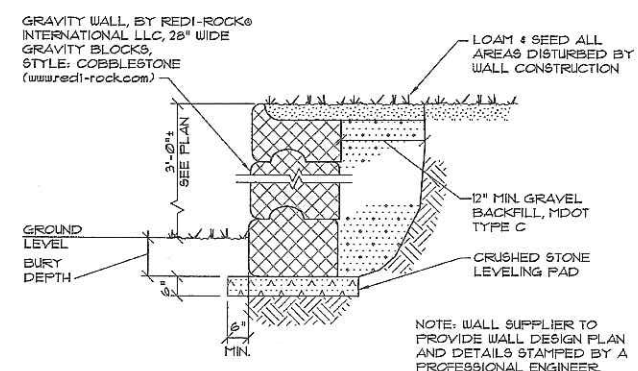 GRAVITY WALL, BY REDI-ROCK®
INTERNATIONAL LLC, 28" WIDE
GRAVITY BLOCKS,
STYLE: COBBLESTONE
(www.redi-rock.com)
LOAM & SEED ALL
AREAS DISTURBED BY
WALL CONSTRUCTION
3'-0"±
SEE PLAN
12" MIN. GRAVEL
BACKFILL, MDOT
TYPE C
GROUND
LEVEL
BURY
DEPTH
CRUSHED STONE
LEVELING PAD
6"
6"
MIN.
NOTE: WALL SUPPLIER TO
PROVIDE WALL DESIGN PLAN
AND DETAILS STAMPED BY A
PROFESSIONAL ENGINEER